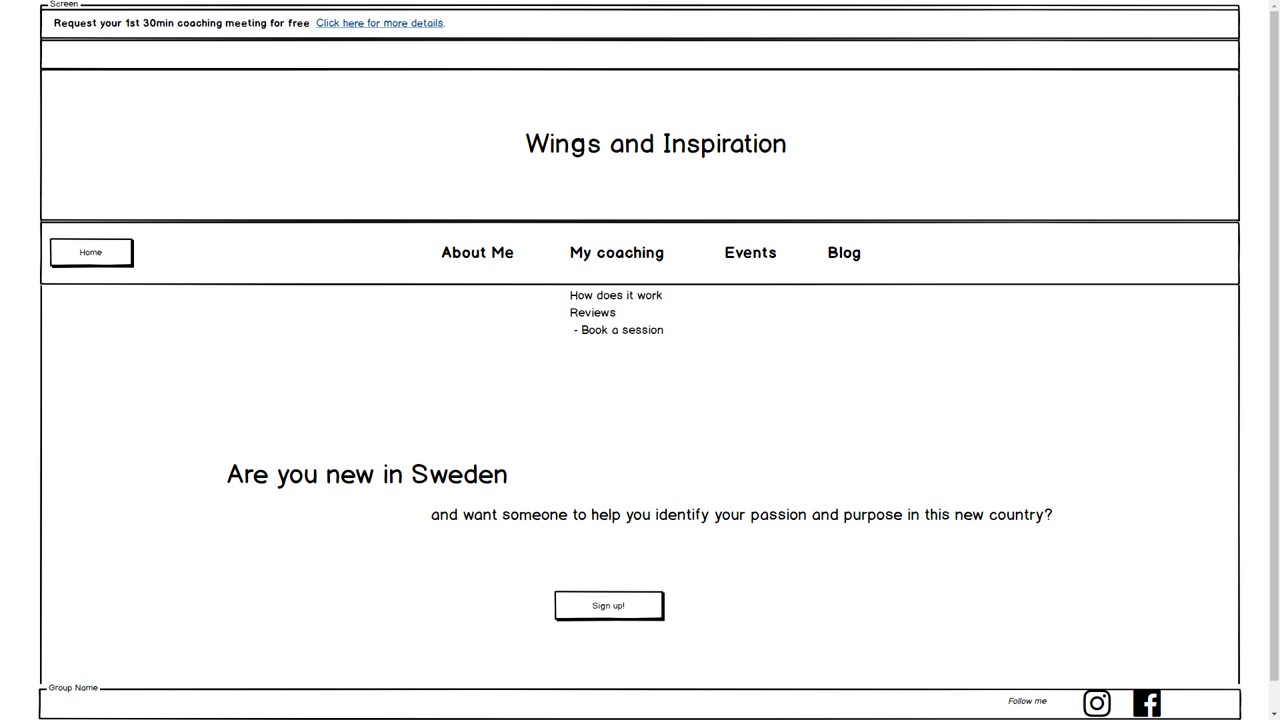 Screen
Request your 1st 30min coaching meeting for free Click here for more details.
Wings and Inspiration
Home
About Me My coaching Events Blog
How does it work
Reviews
- Book a session
Are you new in Sweden
and want someone to help you identify your passion and purpose in this new country?
Sign up!
Group Name
Follow me